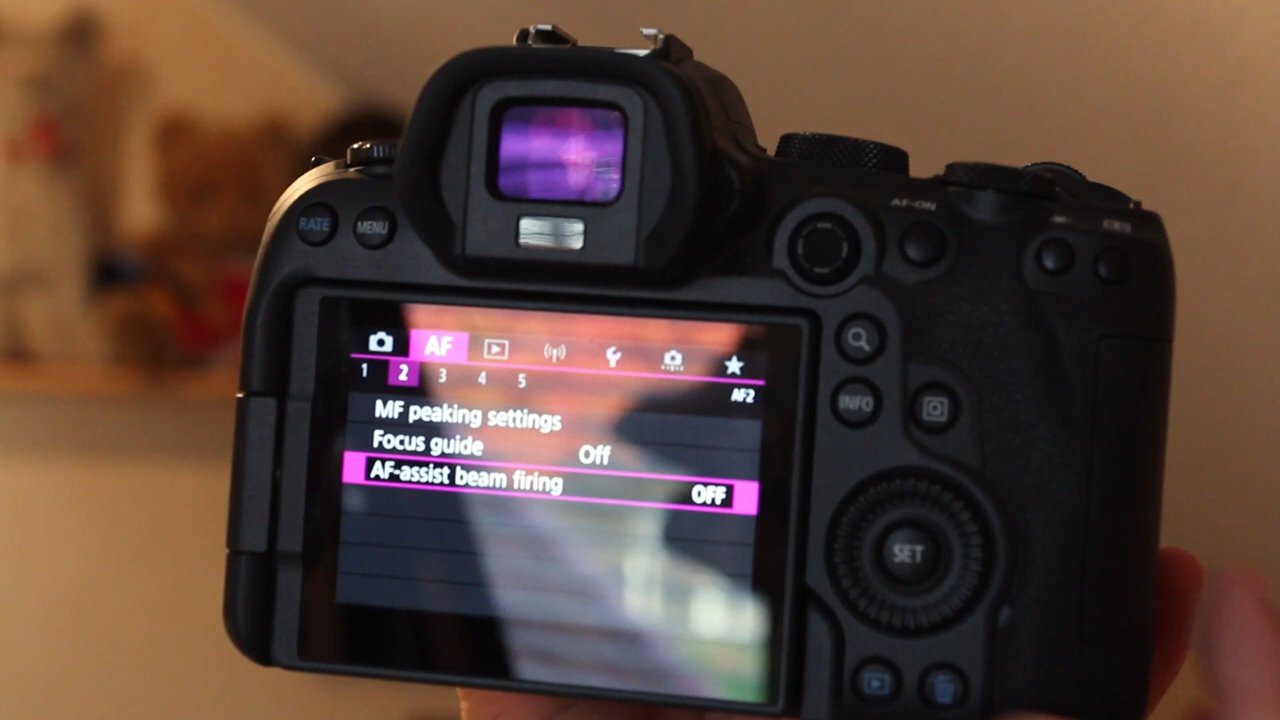 AF-ON
RATE
MENU
AF
1 2 3 4 5
AF2
MF peaking settings
Focus guide Off
AF-assist beam firing OFF
INFO
SET